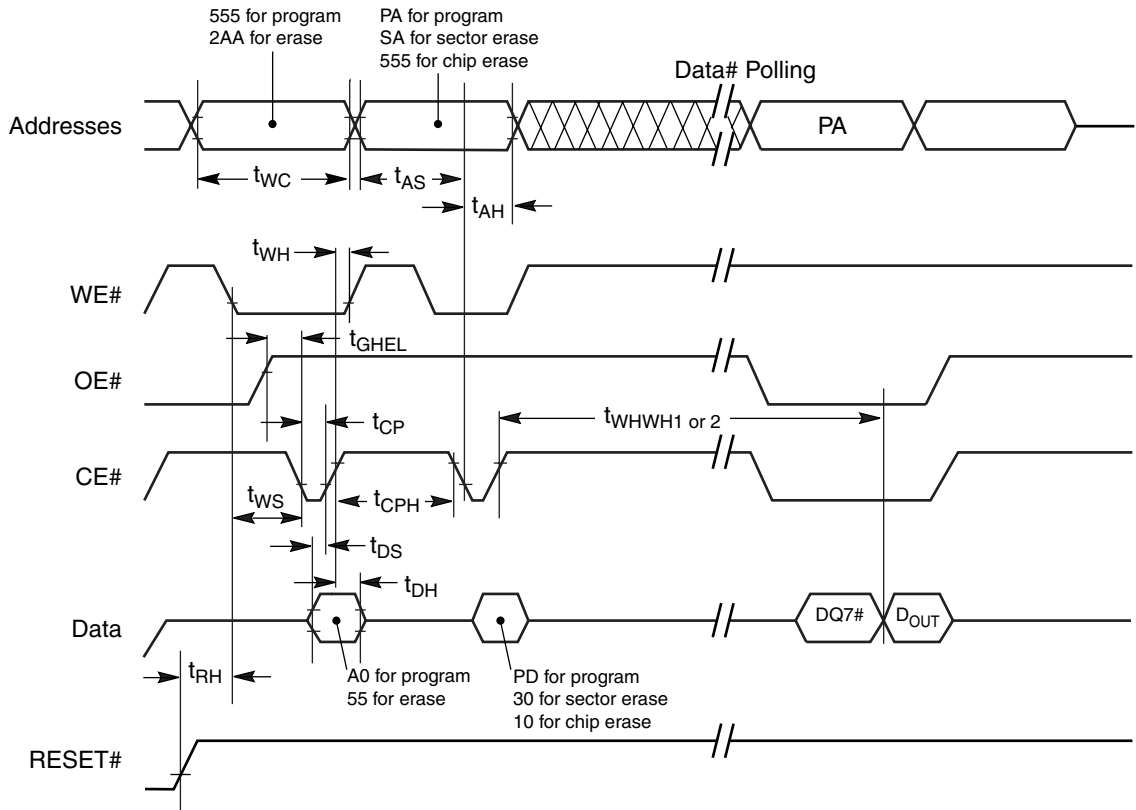 555 for program
2AA for erase
PA for program
SA for sector erase
555 for chip erase
Data# Polling
Addresses
PA
tWC
tAS
tAH
tWH
WE#
tGHEL
OE#
tWHWH1 or 2
tCP
CE#
tWS
tCPH
tDS
tDH
Data
DQ7#
DOUT
tRH
A0 for program
55 for erase
PD for program
30 for sector erase
10 for chip erase
RESET#